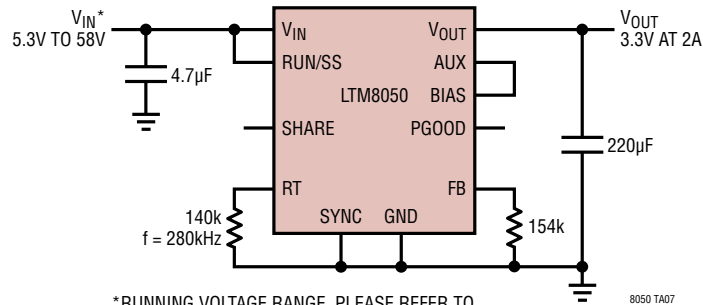 VIN*
5.3V TO 58V
4.7µF
VIN
RUN/SS
SHARE
RT
SYNC
GND
LTM8050
VOUT
AUX
BIAS
PGOOD
FB
VOUT
3.3V AT 2A
220µF
154k
140k
f = 280kHz
*RUNNING VOLTAGE RANGE. PLEASE REFER TO
8050 TA07